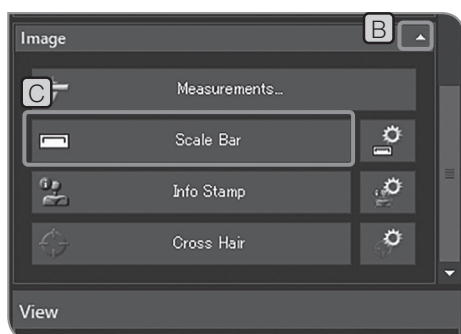 Image
B
C
Measurements...
Scale Bar
Info Stamp
Cross Hair
View